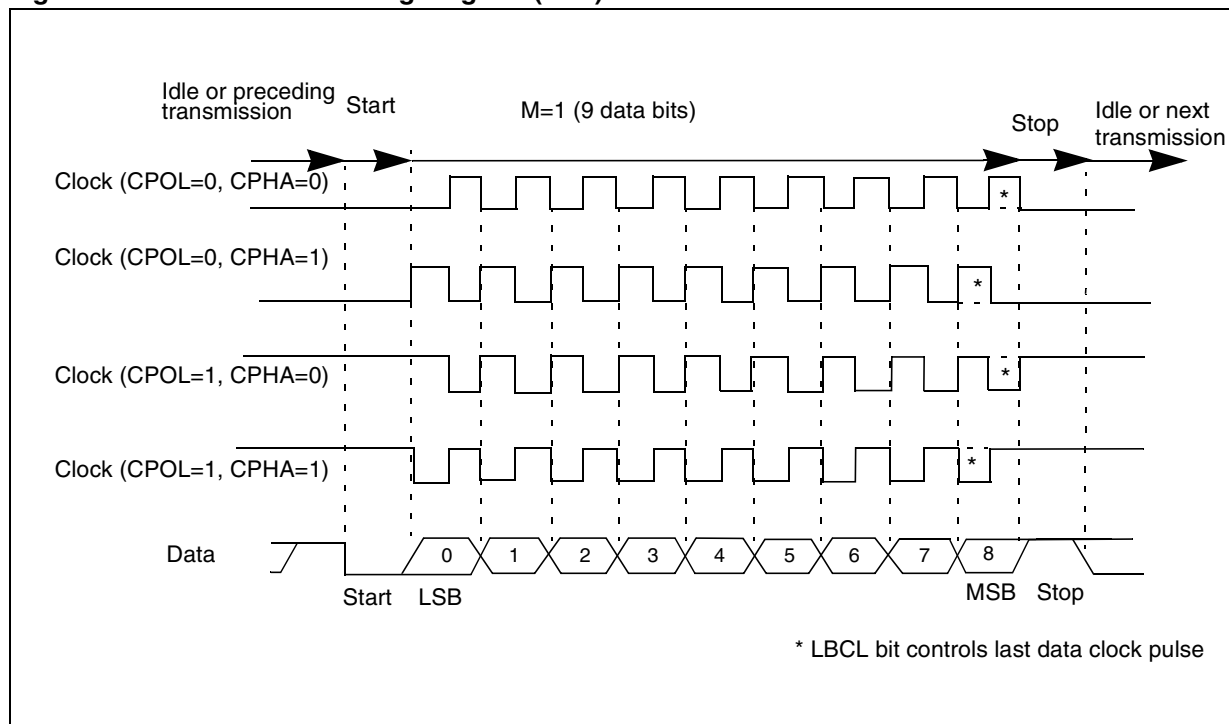 Idle or preceding
transmission
Start
M=1 (9 data bits)
Stop
Idle or next
transmission
Clock (CPOL=0, CPHA=0)
*
Clock (CPOL=0, CPHA=1)
*
Clock (CPOL=1, CPHA=0)
*
Clock (CPOL=1, CPHA=1)
*
Data
0 1 2 3 4 5 6 7 8
Start LSB MSB Stop
* LBCL bit controls last data clock pulse